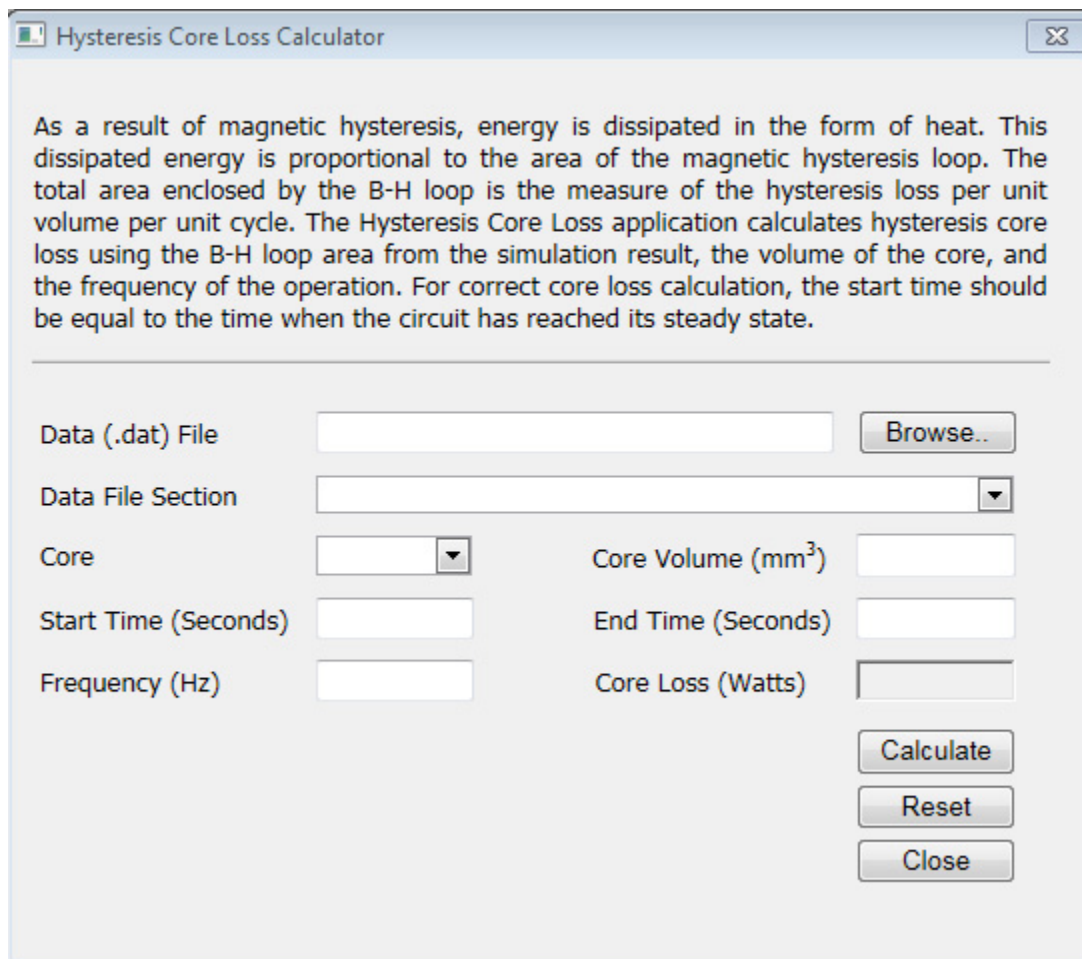 Hysteresis Core Loss Calculator
As a result of magnetic hysteresis, energy is dissipated in the form of heat. This
dissipated energy is proportional to the area of the magnetic hysteresis loop. The
total area enclosed by the B-H loop is the measure of the hysteresis loss per unit
volume per unit cycle. The Hysteresis Core Loss application calculates hysteresis core
loss using the B-H loop area from the simulation result, the volume of the core, and
the frequency of the operation. For correct core loss calculation, the start time should
be equal to the time when the circuit has reached its steady state.
Data (.dat) File Browse..
Data File Section
Core Core Volume (mm³)
Start Time (Seconds) End Time (Seconds)
Frequency (Hz) Core Loss (Watts)
Calculate
Reset
Close